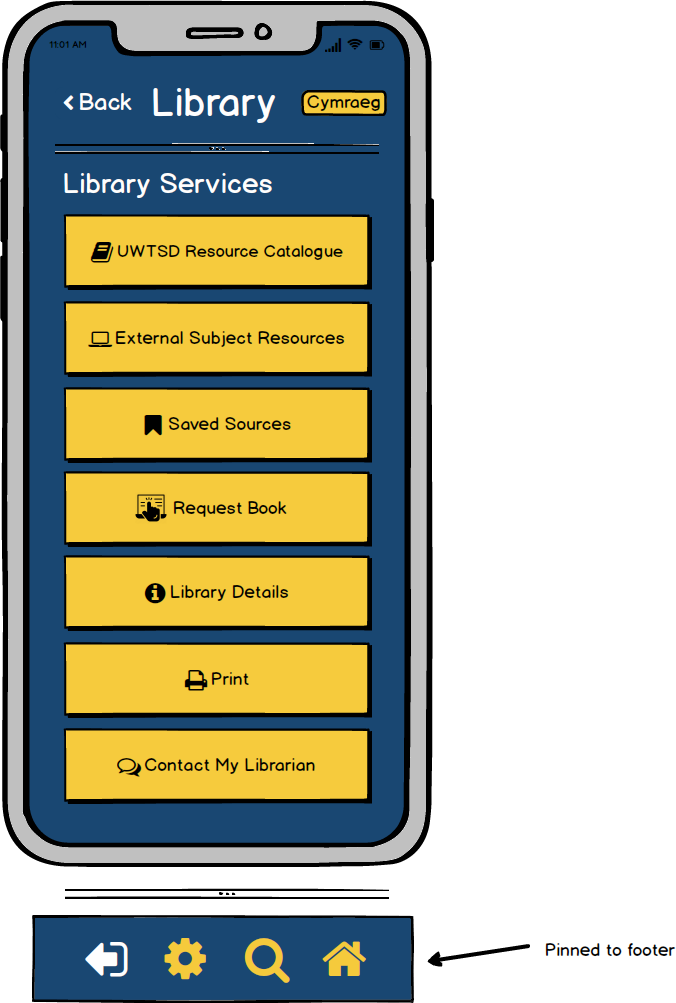 11:01 AM
Back Library Cymraeg
Library Services
UWTSD Resource Catalogue
External Subject Resources
Saved Sources
Request Book
Library Details
Print
Contact My Librarian
Pinned to footer